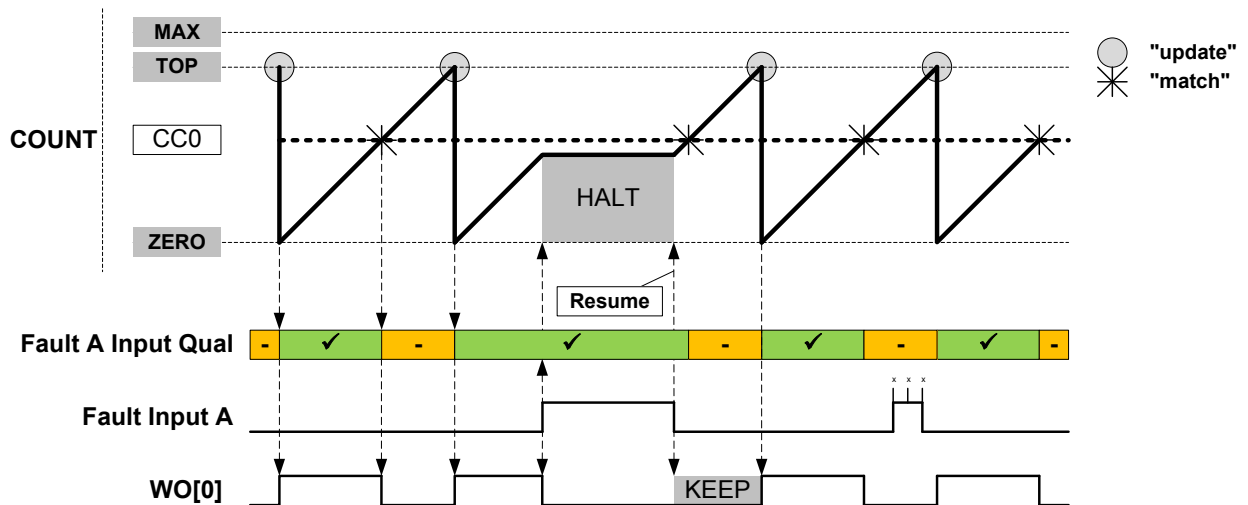 MAX
"update"
TOP
"match"
COUNT
CC0
HALT
ZERO
Resume
Fault A Input Qual
- ✓ - ✓ - ✓ - ✓ -
x x x
Fault Input A
WO[0]
KEEP